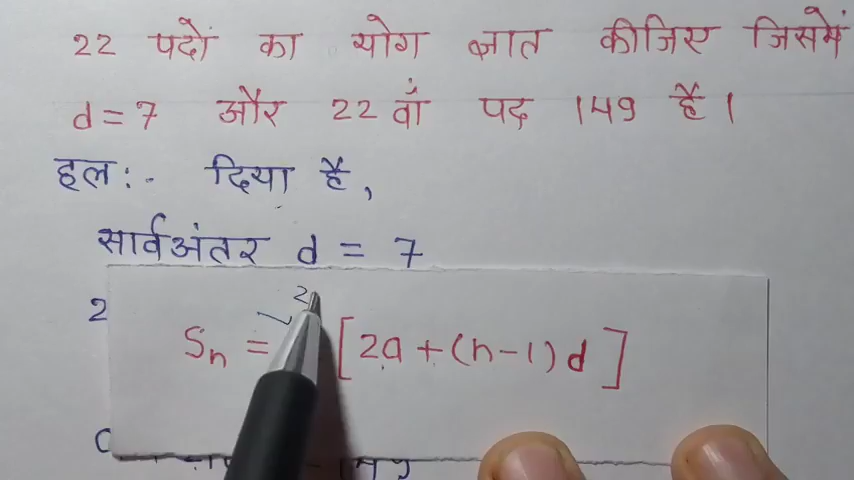 22 पदों का योग ज्ञात कीजिए जिसमें
d = 7 और 22 वाँ पद 149 है।
हल :- दिया है,
सार्वअंतर d = 7
2
Sn = [2a + (n-1) d]